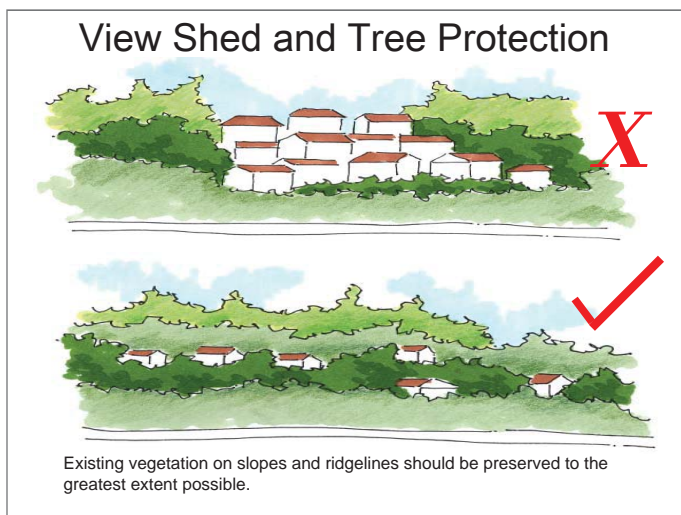 View Shed and Tree Protection
X
Existing vegetation on slopes and ridgelines should be preserved to the
greatest extent possible.